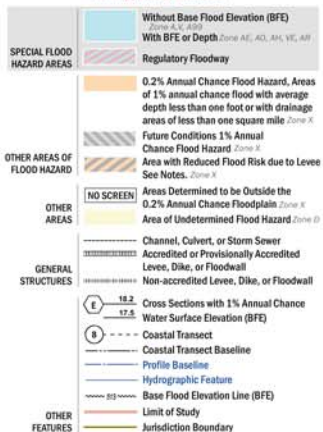 Without Base Flood Elevation (BFE)
Zone A,V, A99
With BFE or Depth Zone AE, AO, AH, VE, AR
SPECIAL FLOOD
HAZARD AREAS
Regulatory Floodway
0.2% Annual Chance Flood Hazard, Areas
of 1% annual chance flood with average
depth less than one foot or with drainage
areas of less than one square mile Zone X
Future Conditions 1% Annual
Chance Flood Hazard Zone X
OTHER AREAS OF
FLOOD HAZARD
Area with Reduced Flood Risk due to Levee
See Notes. Zone X
NO SCREEN
Areas Determined to be Outside the
0.2% Annual Chance Floodplain Zone X
OTHER
AREAS
Area of Undetermined Flood Hazard Zone D
Channel, Culvert, or Storm Sewer
Accredited or Provisionally Accredited
Levee, Dike, or Floodwall
GENERAL
STRUCTURES
Non-accredited Levee, Dike, or Floodwall
E 18.2 Cross Sections with 1% Annual Chance
17.5 Water Surface Elevation (BFE)
8 Coastal Transect
Coastal Transect Baseline
Profile Baseline
Hydrographic Feature
513 Base Flood Elevation Line (BFE)
OTHER
FEATURES
Limit of Study
Jurisdiction Boundary